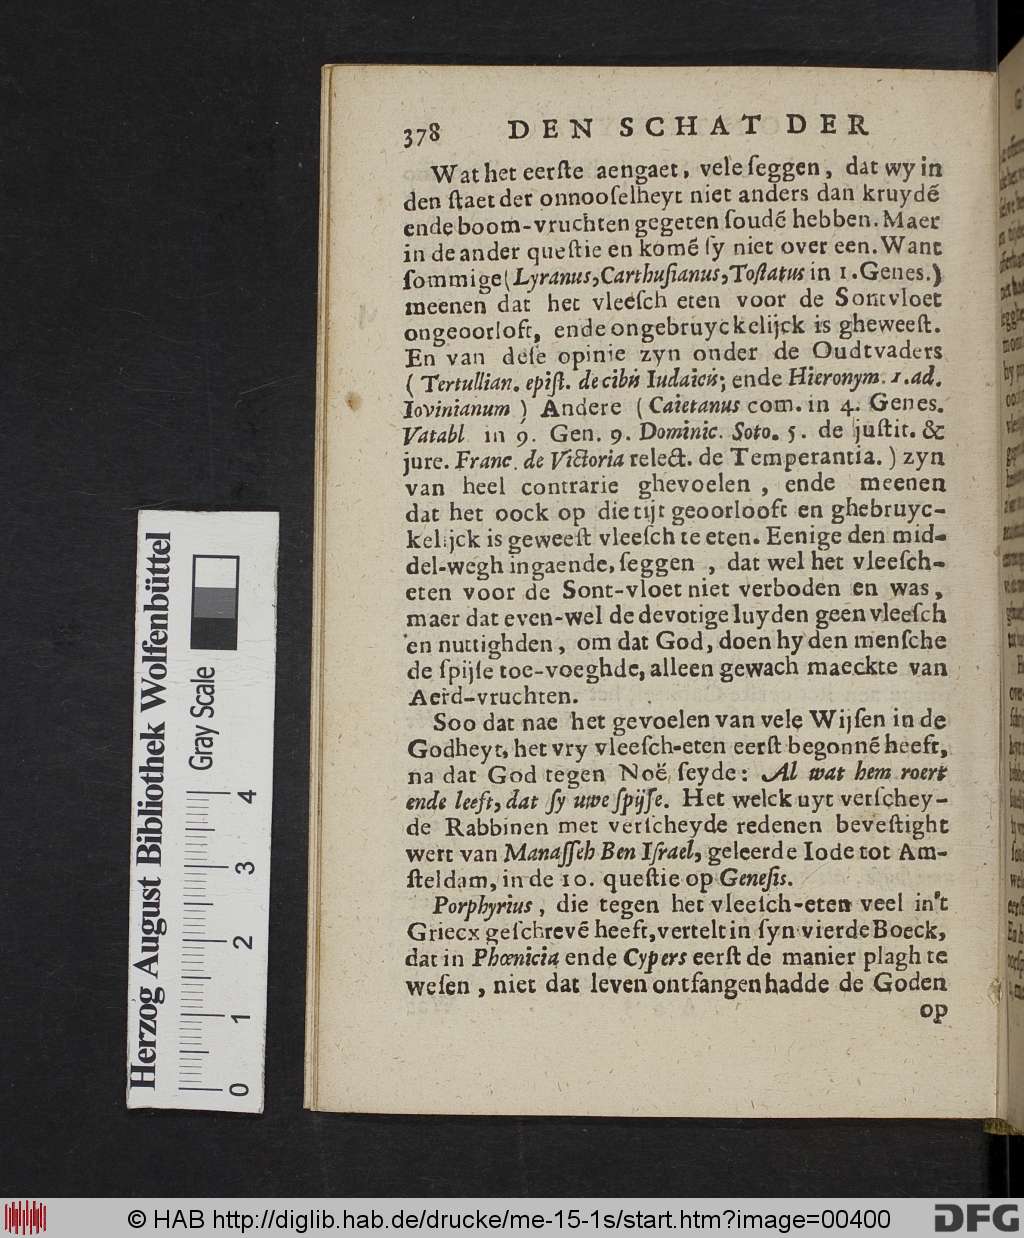 378 DEN SCHAT DER
Wat het eerſte aengaet, vele ſeggen, dat wy in
den ſtaet der onnooſelheyt niet anders dan kruydẽ
ende boom-vruchten gegeten ſoudẽ hebben. Maer
in de ander queſtie en komẽ ſy niet over een. Want
ſommige (Lyranus, Carthuſianus, Toſtatus in 1. Genes.)
meenen dat het vleeſch eten voor de Sontvloet
ongeoorloft, ende ongebruyckelijck is gheweeſt.
En van deſe opinie zyn onder de Oudtvaders
( Tertullian. epiſt. de cibis Iudaicis; ende Hieronym. 1. ad.
Iovinianum ) Andere ( Caietanus com. in 4. Genes.
Vatabl in 9. Gen. 9. Dominic. Soto. 5. de juſtit. &
jure. Franc. de Victoria relect. de Temperantia. ) zyn
van heel contrarie ghevoelen, ende meenen
dat het oock op die tijt geoorlooft en ghebruyc-
kelijck is geweeſt vleeſch te eten. Eenige den mid-
del-wegh ingaende, ſeggen, dat wel het vleeſch-
eten voor de Sont-vloet niet verboden en was,
maer dat even-wel de devotige luyden geen vleeſch
en nuttighden, om dat God, doen hy den menſche
de ſpijſe toe-voeghde, alleen gewach maeckte van
Aerd-vruchten.
Soo dat nae het gevoelen van vele Wijſen in de
Godheyt, het vry vleeſch-eten eerſt begonnẽ heeft,
na dat God tegen Noë ſeyde: Al wat hem roert
ende leeft, dat ſy uwe ſpijſe. Het welck uyt verſchey-
de Rabbinen met verſcheyde redenen beveſtight
wert van Manaſſeh Ben Iſrael, geleerde Iode tot Am-
ſteldam, in de 10. queſtie op Geneſis.
Porphyrius, die tegen het vleeſch-eten veel in't
Griecx geſchrevẽ heeft, vertelt in ſyn vierde Boeck,
dat in Phœnicia ende Cypers eerſt de manier plagh te
weſen, niet dat leven ontfangen hadde de Goden
op
Herzog August Bibliothek Wolfenbüttel
Gray Scale
0 1 2 3 4
© HAB http://diglib.hab.de/drucke/me-15-1s/start.htm?image=00400
DFG